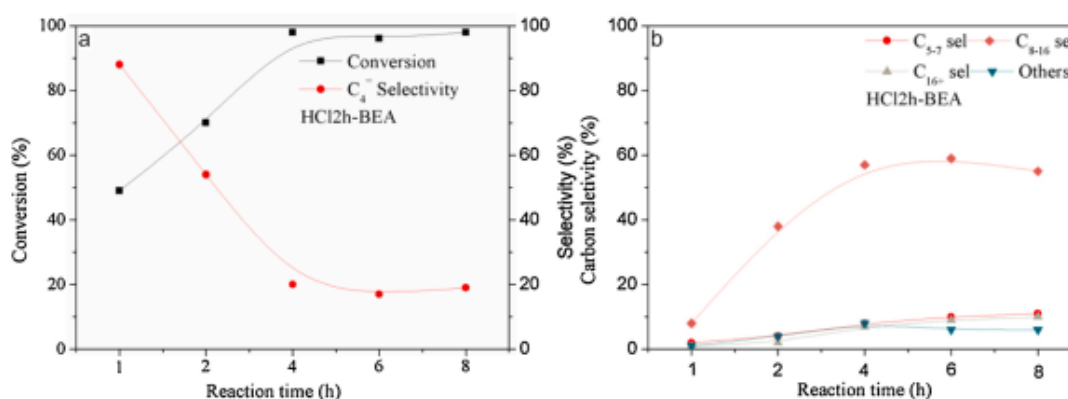 a
Conversion
C4= Selectivity
HCl2h-BEA
Conversion (%)
100
80
60
40
20
0
1 2 4 6 8
Reaction time (h)
100
80
60
40
20
0
Selectivity (%)
b
C5-7 sel C8-16 se
C16+ sel Others
HCl2h-BEA
Carbon seletivity (%)
100
80
60
40
20
0
1 2 4 6 8
Reaction time (h)